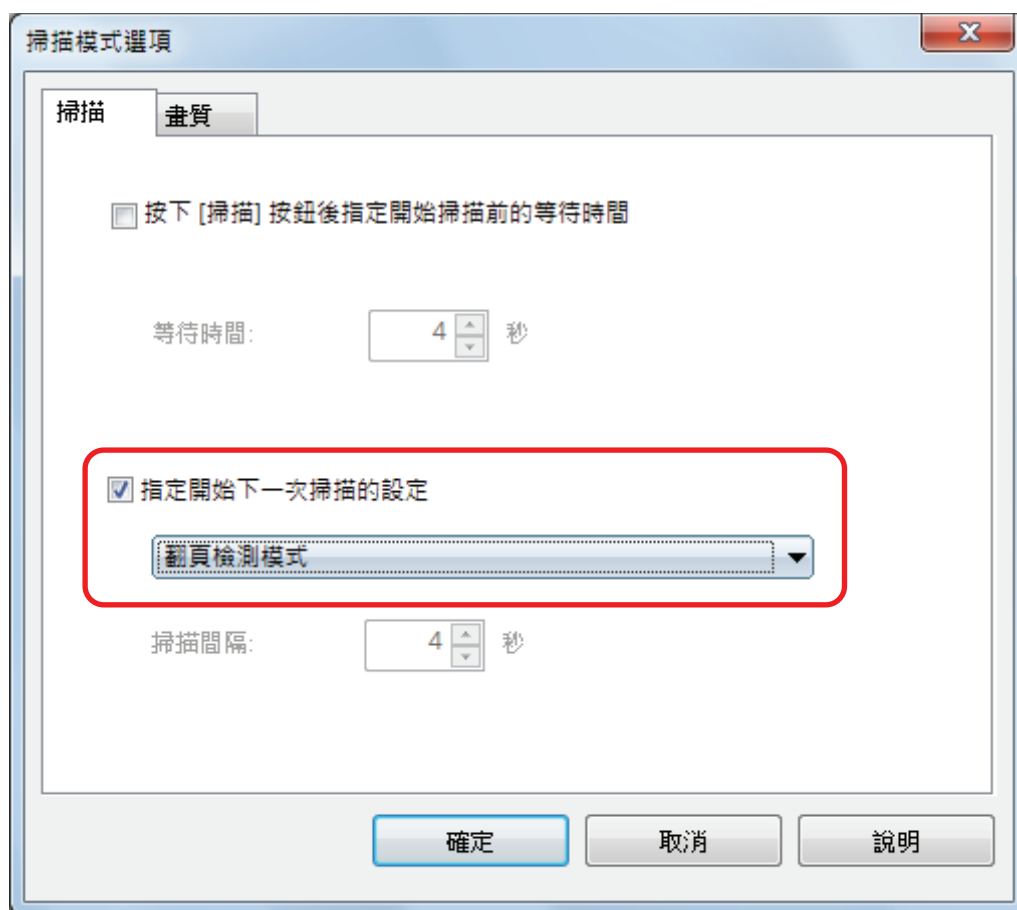 掃描模式選項
掃描
畫質
按下 [掃描] 按鈕後指定開始掃描前的等待時間
等待時間: 4 秒
指定開始下一次掃描的設定
翻頁檢測模式
掃描間隔: 4 秒
確定 取消 說明